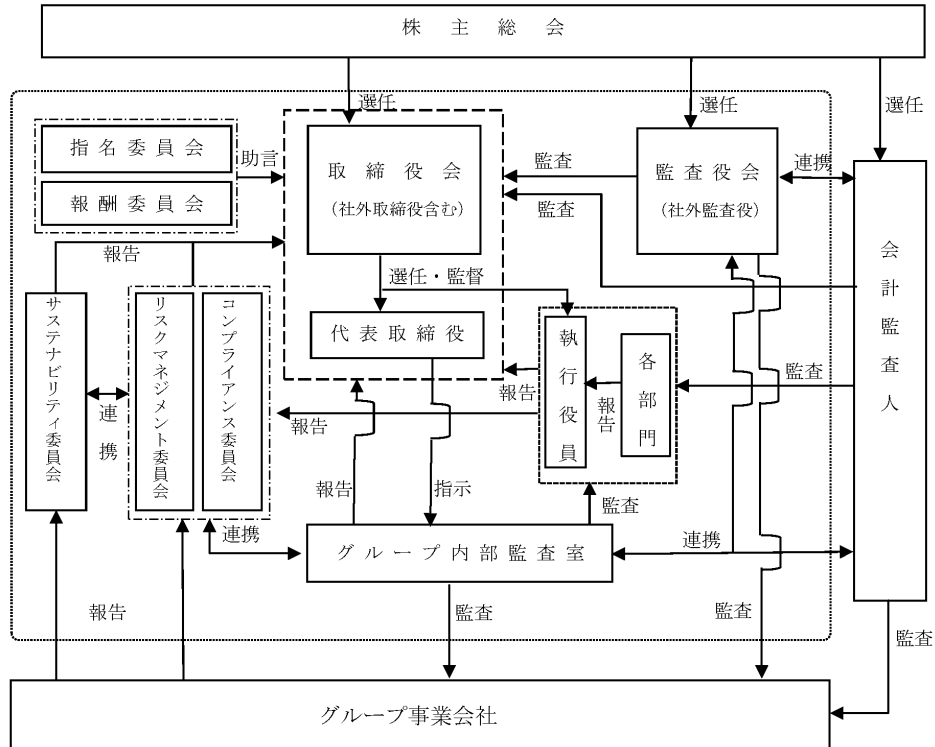 株主総会
選任
選任
選任
指名委員会
報酬委員会
助言
取締役会
(社外取締役含む)
監査
監査
監査役会
(社外監査役)
連携
会計監査人
報告
選任・監督
代表取締役
サステナビリティ委員会
連携
リスクマネジメント委員会
コンプライアンス委員会
執行役員
報告
各部門
監査
報告
報告
報告
指示
監査
連携
グループ内部監査室
連携
報告
監査
監査
監査
グループ事業会社